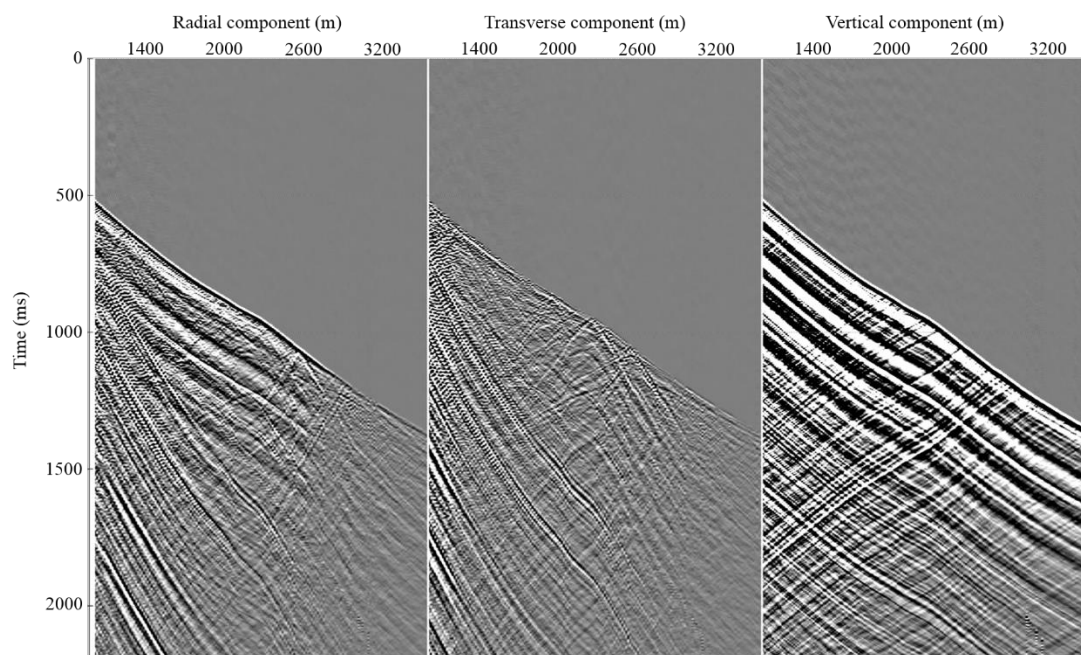 Radial component (m) Transverse component (m) Vertical component (m)
1400 2000 2600 3200 1400 2000 2600 3200 1400 2000 2600 3200
0
500
1000
1500
2000
Time (ms)